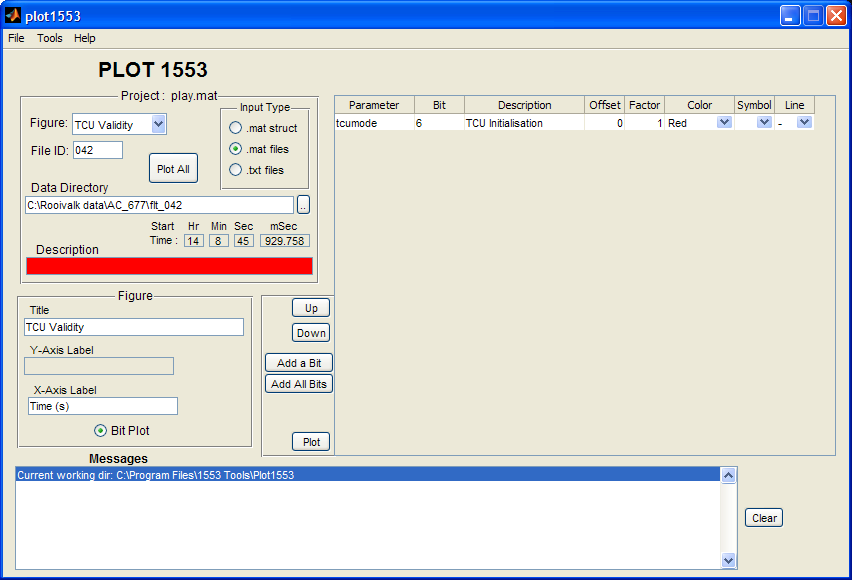 plot1553
File Tools Help
PLOT 1553
Project : play.mat
Figure: TCU Validity
File ID: 042
Plot All
Input Type
.mat struct
.mat files
.txt files
Data Directory
C:\Rooivalk data\AC_677\flt_042 ..
Start Hr Min Sec mSec
Time : 14 8 45 929.758
Description
Parameter Bit Description Offset Factor Color Symbol Line
tcumode 6 TCU Initialisation 0 1 Red -
Figure
Title
TCU Validity
Y-Axis Label
X-Axis Label
Time (s)
Bit Plot
Up
Down
Add a Bit
Add All Bits
Plot
Messages
Current working dir: C:\Program Files\1553 Tools\Plot1553
Clear